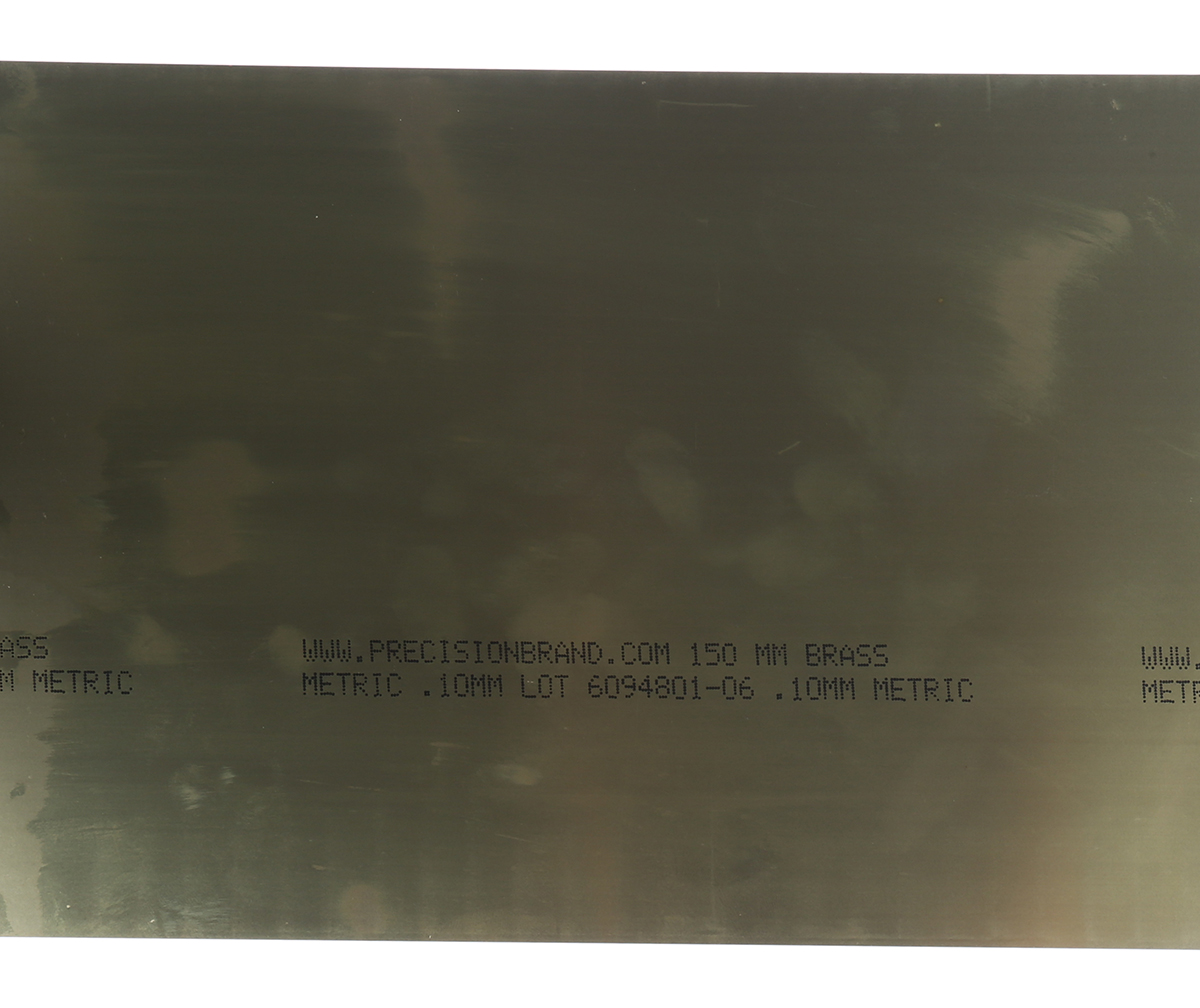 ASS WWW.PRECISIONBRAND.COM 150 MM BRASS WWW.
M METRIC METRIC .10MM LOT 6094801-06 .10MM METRIC METR